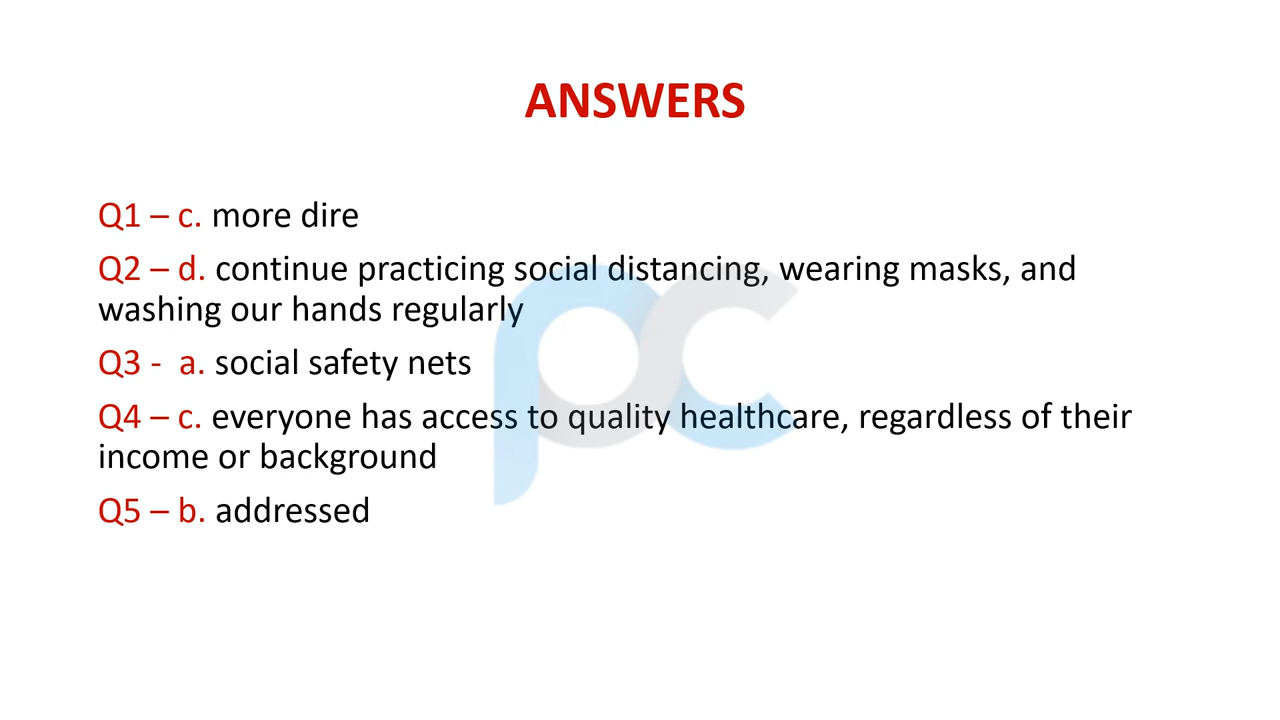 ANSWERS
Q1 – c. more dire
Q2 – d. continue practicing social distancing, wearing masks, and
washing our hands regularly
Q3 -  a. social safety nets
Q4 – c. everyone has access to quality healthcare, regardless of their
income or background
Q5 – b. addressed
pc